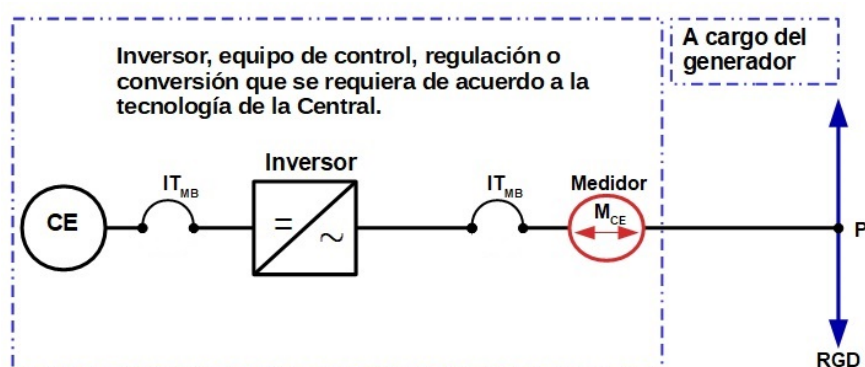 Inversor, equipo de control, regulación o
conversión que se requiera de acuerdo a la
tecnología de la Central.
A cargo del
generador
Inversor
IT MB
IT MB
Medidor
CE
=
~
M CE
P
RGD